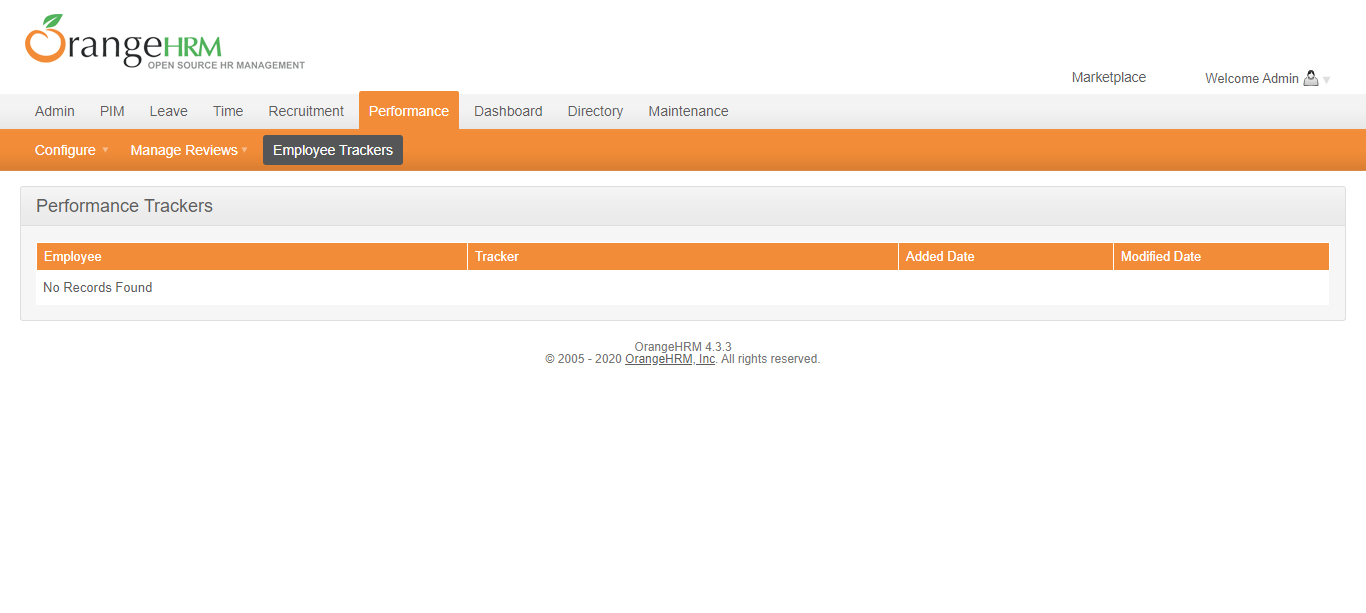 OrangeHRM
OPEN SOURCE HR MANAGEMENT
Marketplace Welcome Admin
Admin PIM Leave Time Recruitment Performance Dashboard Directory Maintenance
Configure Manage Reviews Employee Trackers
Performance Trackers
Employee Tracker Added Date Modified Date
No Records Found
OrangeHRM 4.3.3
© 2005 - 2020 OrangeHRM, Inc. All rights reserved.